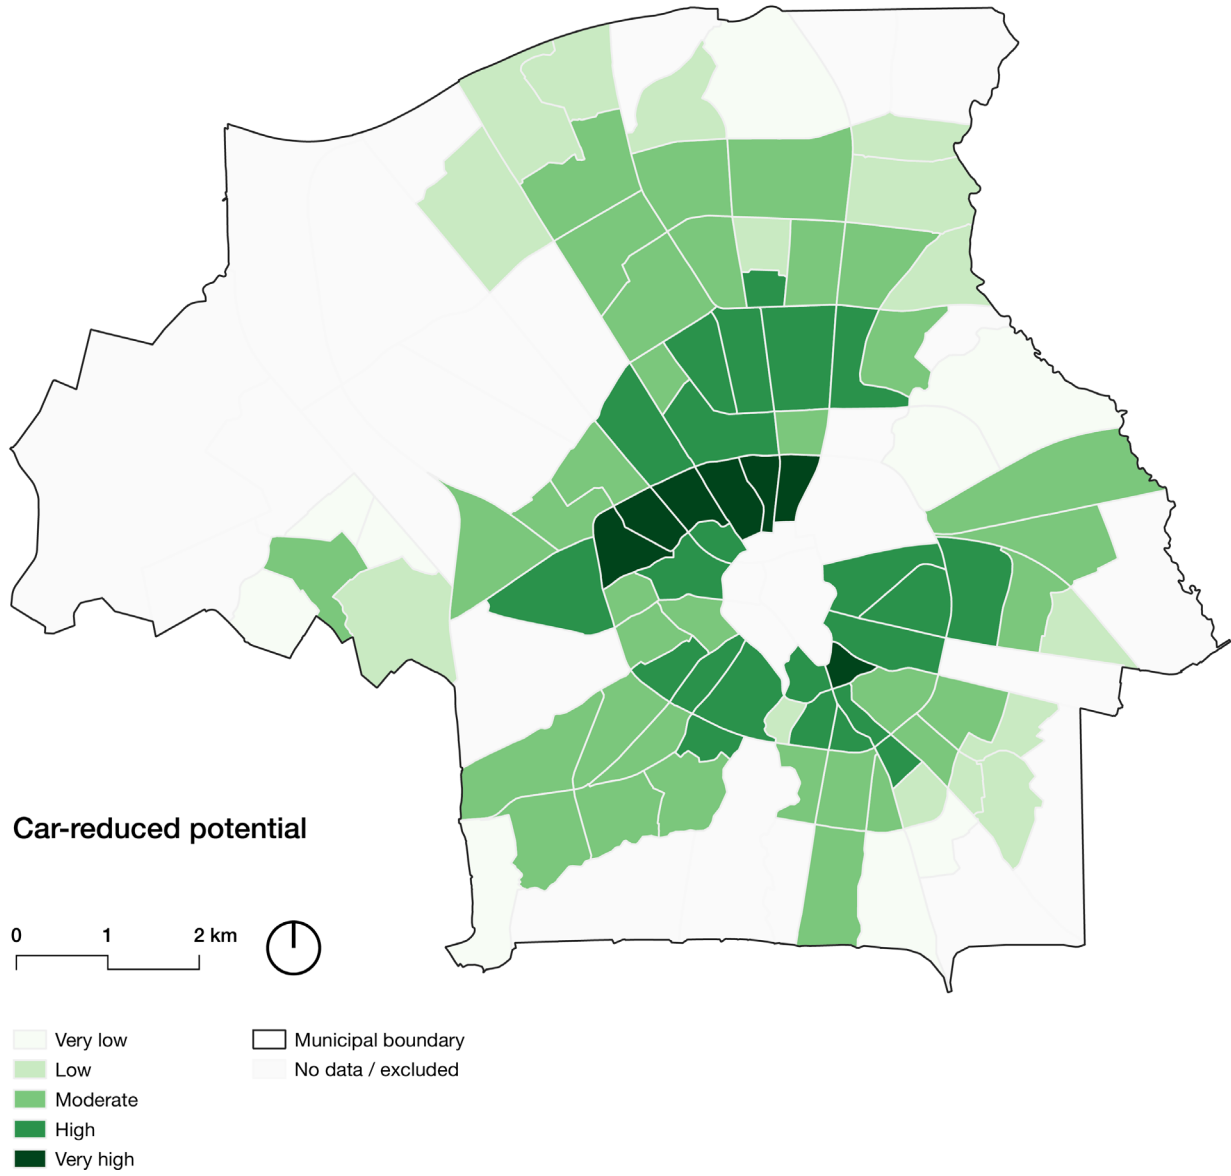 Car-reduced potential
0 1 2 km
Very low
Low
Moderate
High
Very high
Municipal boundary
No data / excluded